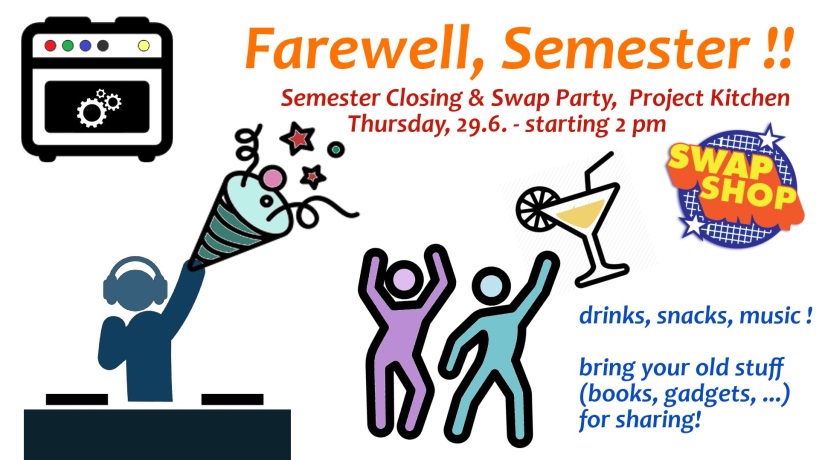 Farewell, Semester !!
Semester Closing & Swap Party, Project Kitchen
Thursday, 29.6. - starting 2 pm
SWAP
SHOP
drinks, snacks, music !
bring your old stuff
(books, gadgets, ...)
for sharing!